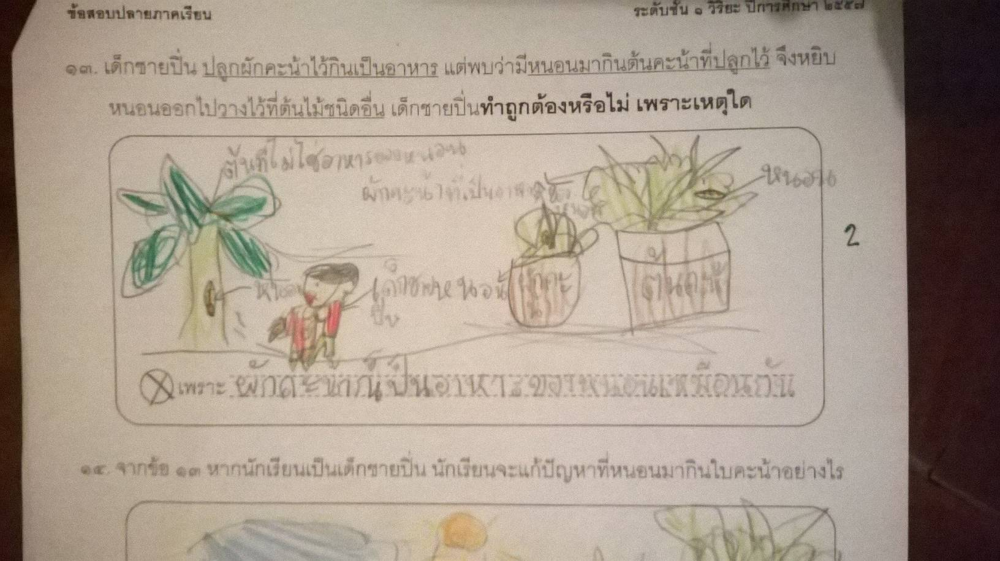 ข้อสอบปลายภาคเรียน
ระดับชั้น ๑ วิริยะ ปีการศึกษา ๒๕๕๗
๑๓. เด็กชายปิ่น ปลูกผักคะน้าไว้กินเป็นอาหาร แต่พบว่ามีหนอนมากินต้นคะน้าที่ปลูกไว้ จึงหยิบ
หนอนออกไปวางไว้ที่ต้นไม้ชนิดอื่น เด็กชายปิ่นทำถูกต้องหรือไม่ เพราะเหตุใด
ต้นที่ไม่ใช่อาหารของหนอน
ผักคะน้าที่เป็นอาหาร
หนอน
2
หนอน
เด็กชาย
ปิ่น
เพราะ ผักคะน้าก็เป็นอาหารของหนอนเหมือนกัน
๑๔. จากข้อ ๑๓ หากนักเรียนเป็นเด็กชายปิ่น นักเรียนจะแก้ปัญหาที่หนอนมากินใบคะน้าอย่างไร